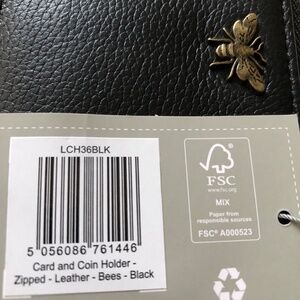 LCH36BLK
5 056086 761446
Card and Coin Holder -
Zipped - Leather - Bees - Black
FSC
www.fsc.org
MIX
Paper from
responsible sources
FSC® A000523